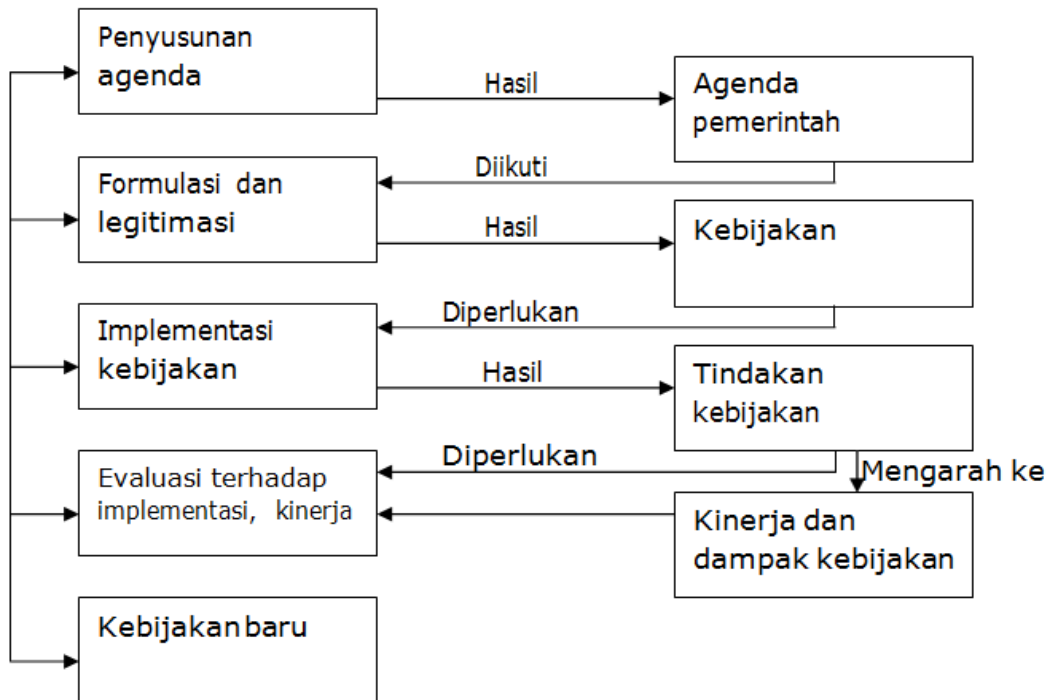 Penyusunan
agenda
Hasil
Agenda
pemerintah
Diikuti
Formulasi dan
legitimasi
Hasil
Kebijakan
Diperlukan
Implementasi
kebijakan
Hasil
Tindakan
kebijakan
Diperlukan
Mengarah ke
Evaluasi terhadap
implementasi, kinerja
Kinerja dan
dampak kebijakan
Kebijakan baru